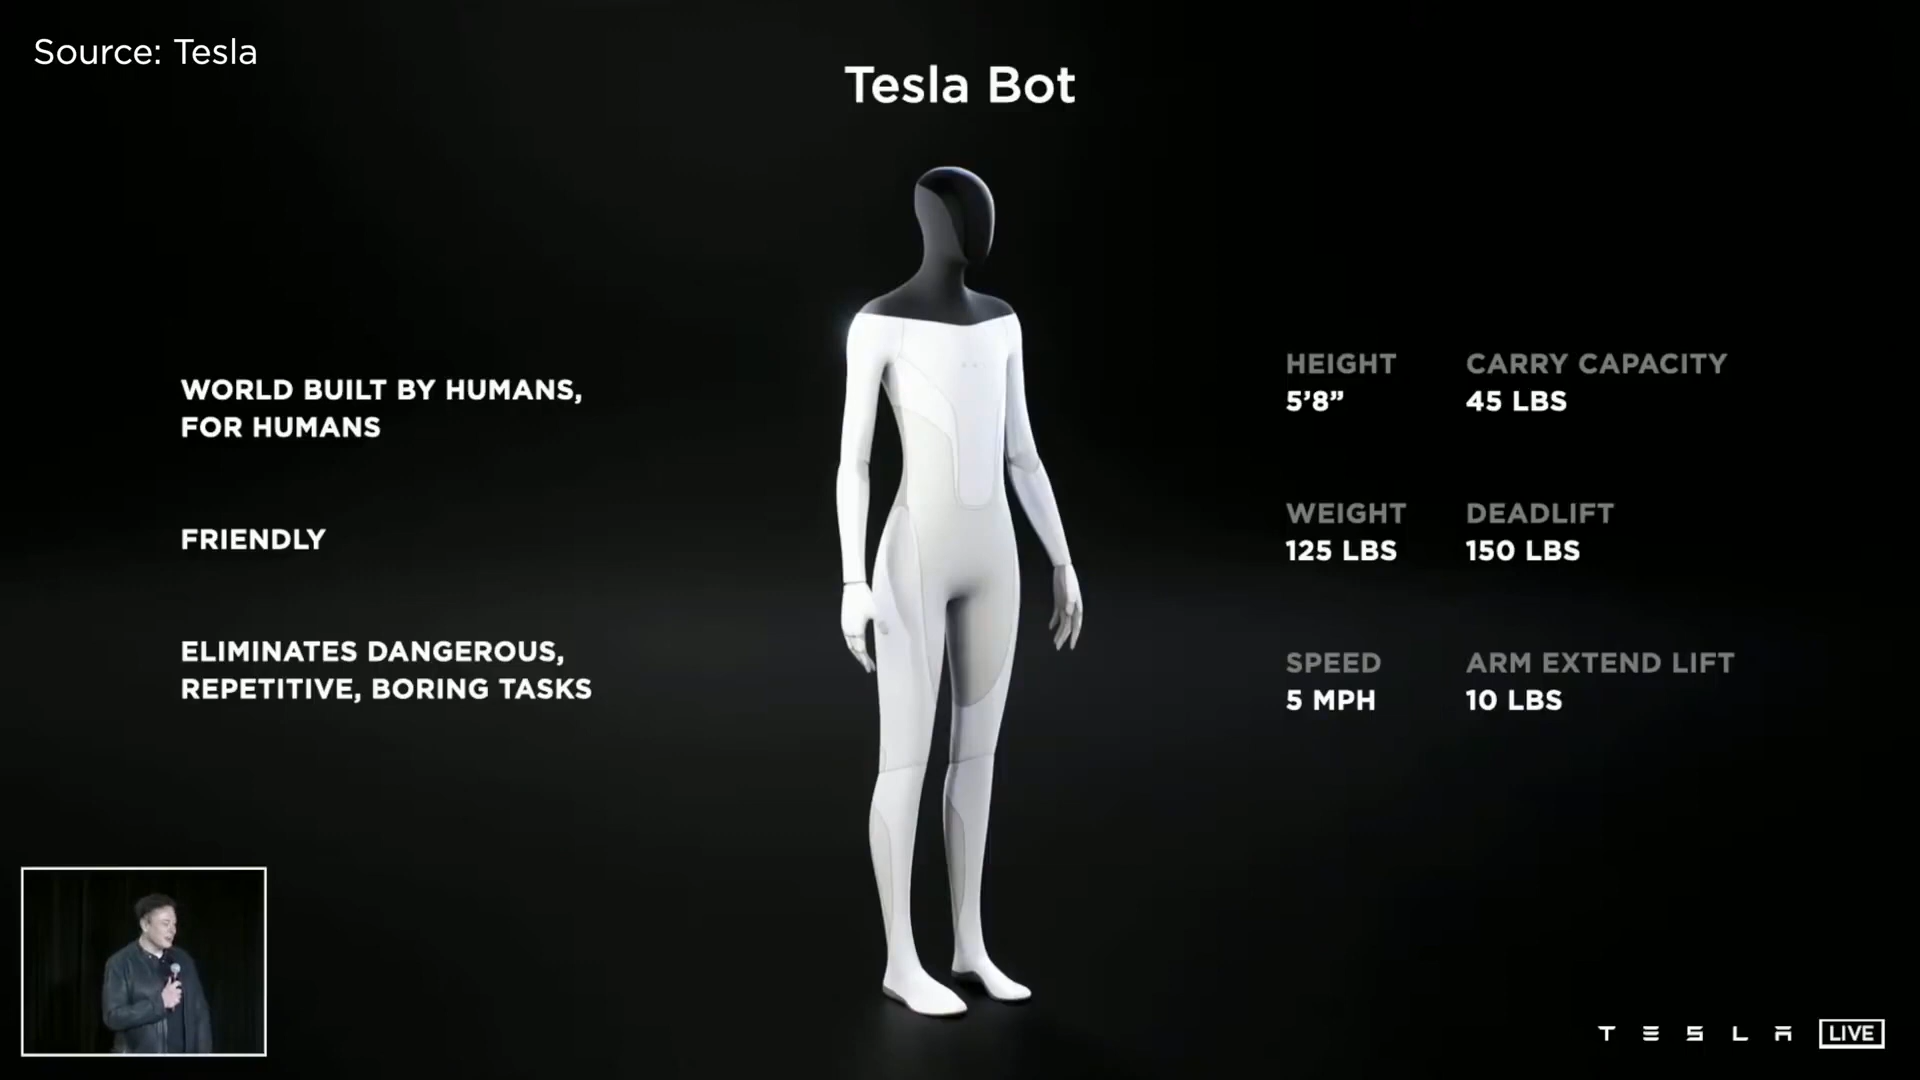 Source: Tesla
Tesla Bot
WORLD BUILT BY HUMANS,
FOR HUMANS
FRIENDLY
ELIMINATES DANGEROUS,
REPETITIVE, BORING TASKS
HEIGHT
5’8”
CARRY CAPACITY
45 LBS
WEIGHT
125 LBS
DEADLIFT
150 LBS
SPEED
5 MPH
ARM EXTEND LIFT
10 LBS
TESLA LIVE